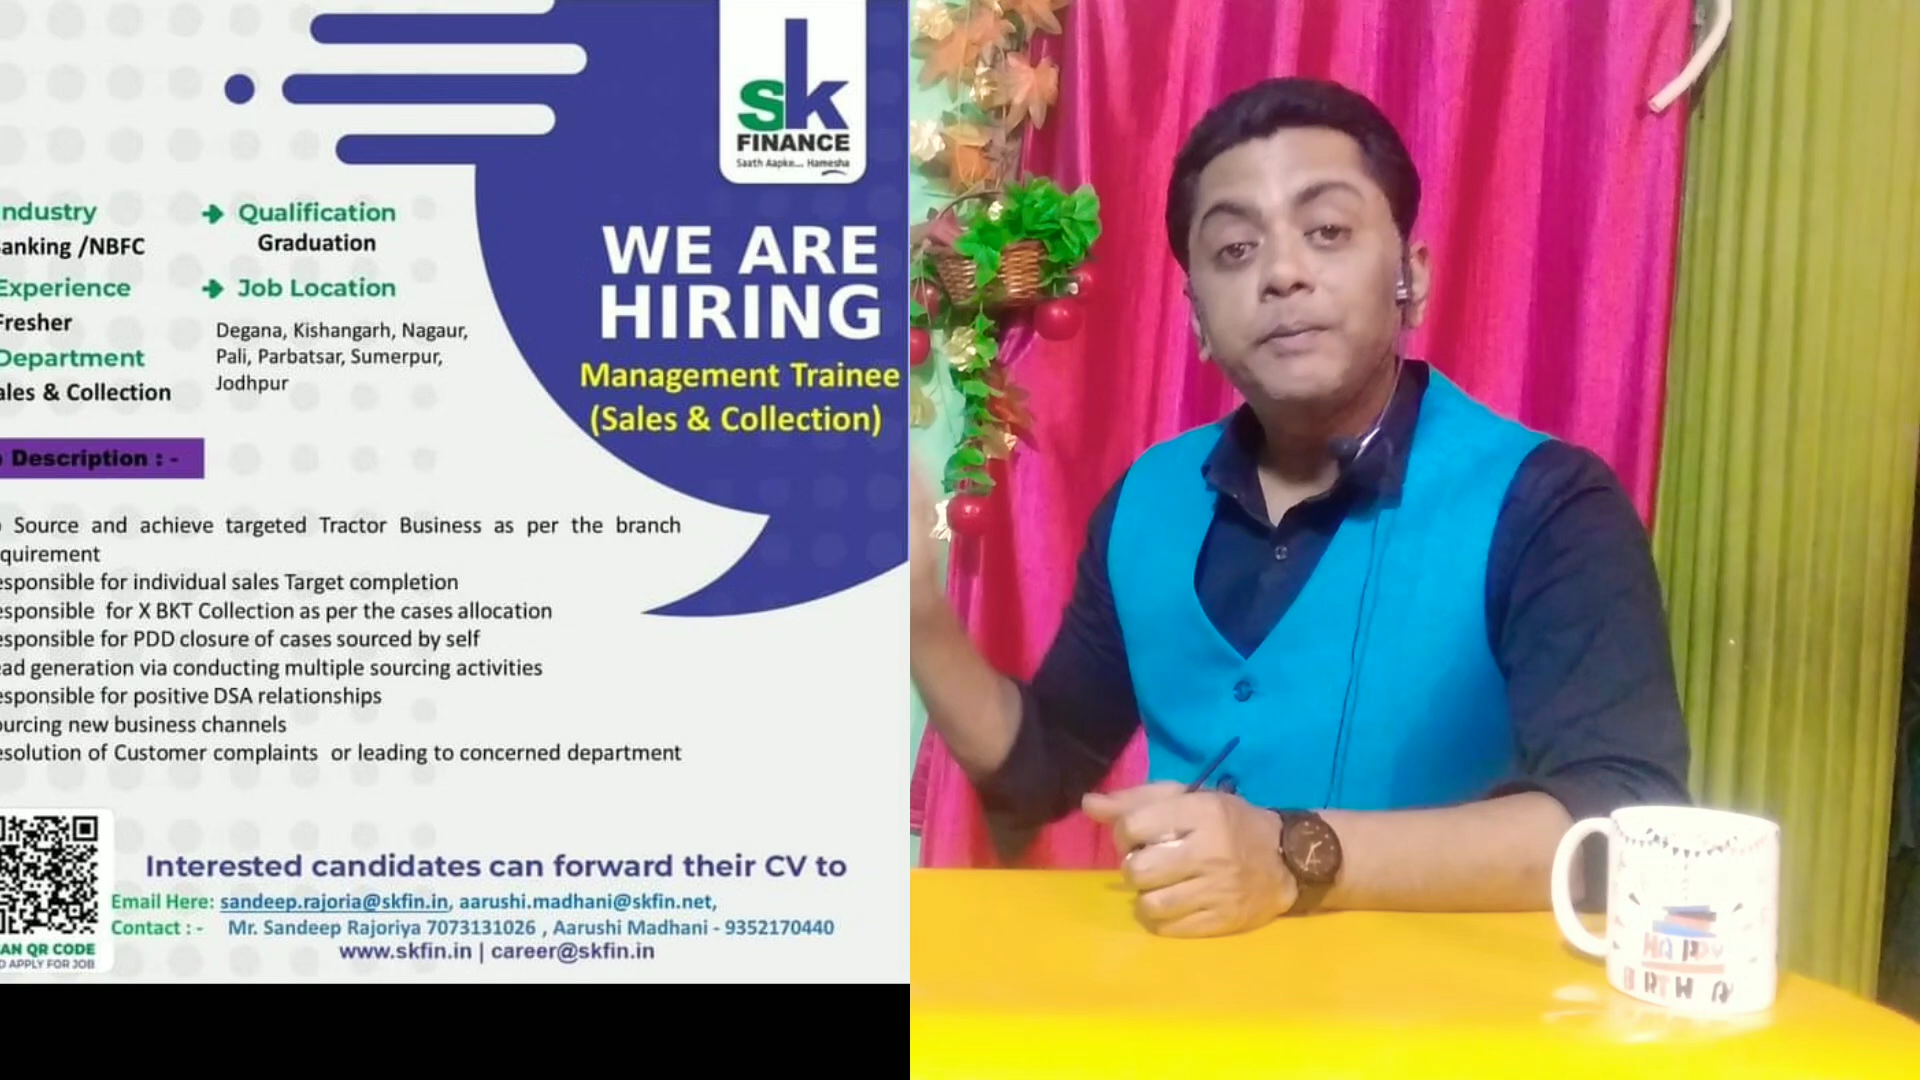 sk
FINANCE
Saath Aapke... Hamesha
WE ARE
HIRING
Management Trainee
(Sales & Collection)
ndustry
anking /NBFC
Experience
Fresher
Department
ales & Collection
Qualification
Graduation
Job Location
Degana, Kishangarh, Nagaur,
Pali, Parbatsar, Sumerpur,
Jodhpur
Description : -
o Source and achieve targeted Tractor Business as per the branch
quirement
esponsible for individual sales Target completion
esponsible for X BKT Collection as per the cases allocation
esponsible for PDD closure of cases sourced by self
ead generation via conducting multiple sourcing activities
esponsible for positive DSA relationships
ourcing new business channels
esolution of Customer complaints or leading to concerned department
AN QR CODE
D APPLY FOR JOB
Interested candidates can forward their CV to
Email Here: sandeep.rajoria@skfin.in, aarushi.madhani@skfin.net,
Contact : - Mr. Sandeep Rajoriya 7073131026 , Aarushi Madhani - 9352170440
www.skfin.in | career@skfin.in
HAPPY